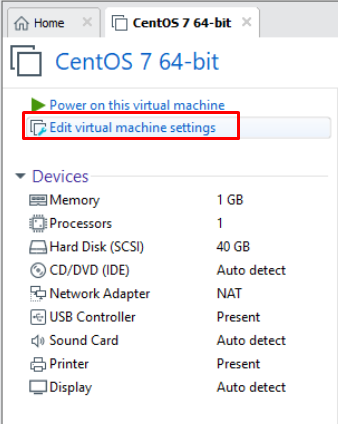 Home CentOS 7 64-bit
CentOS 7 64-bit
Power on this virtual machine
Edit virtual machine settings
Devices
Memory 1 GB
Processors 1
Hard Disk (SCSI) 40 GB
CD/DVD (IDE) Auto detect
Network Adapter NAT
USB Controller Present
Sound Card Auto detect
Printer Present
Display Auto detect